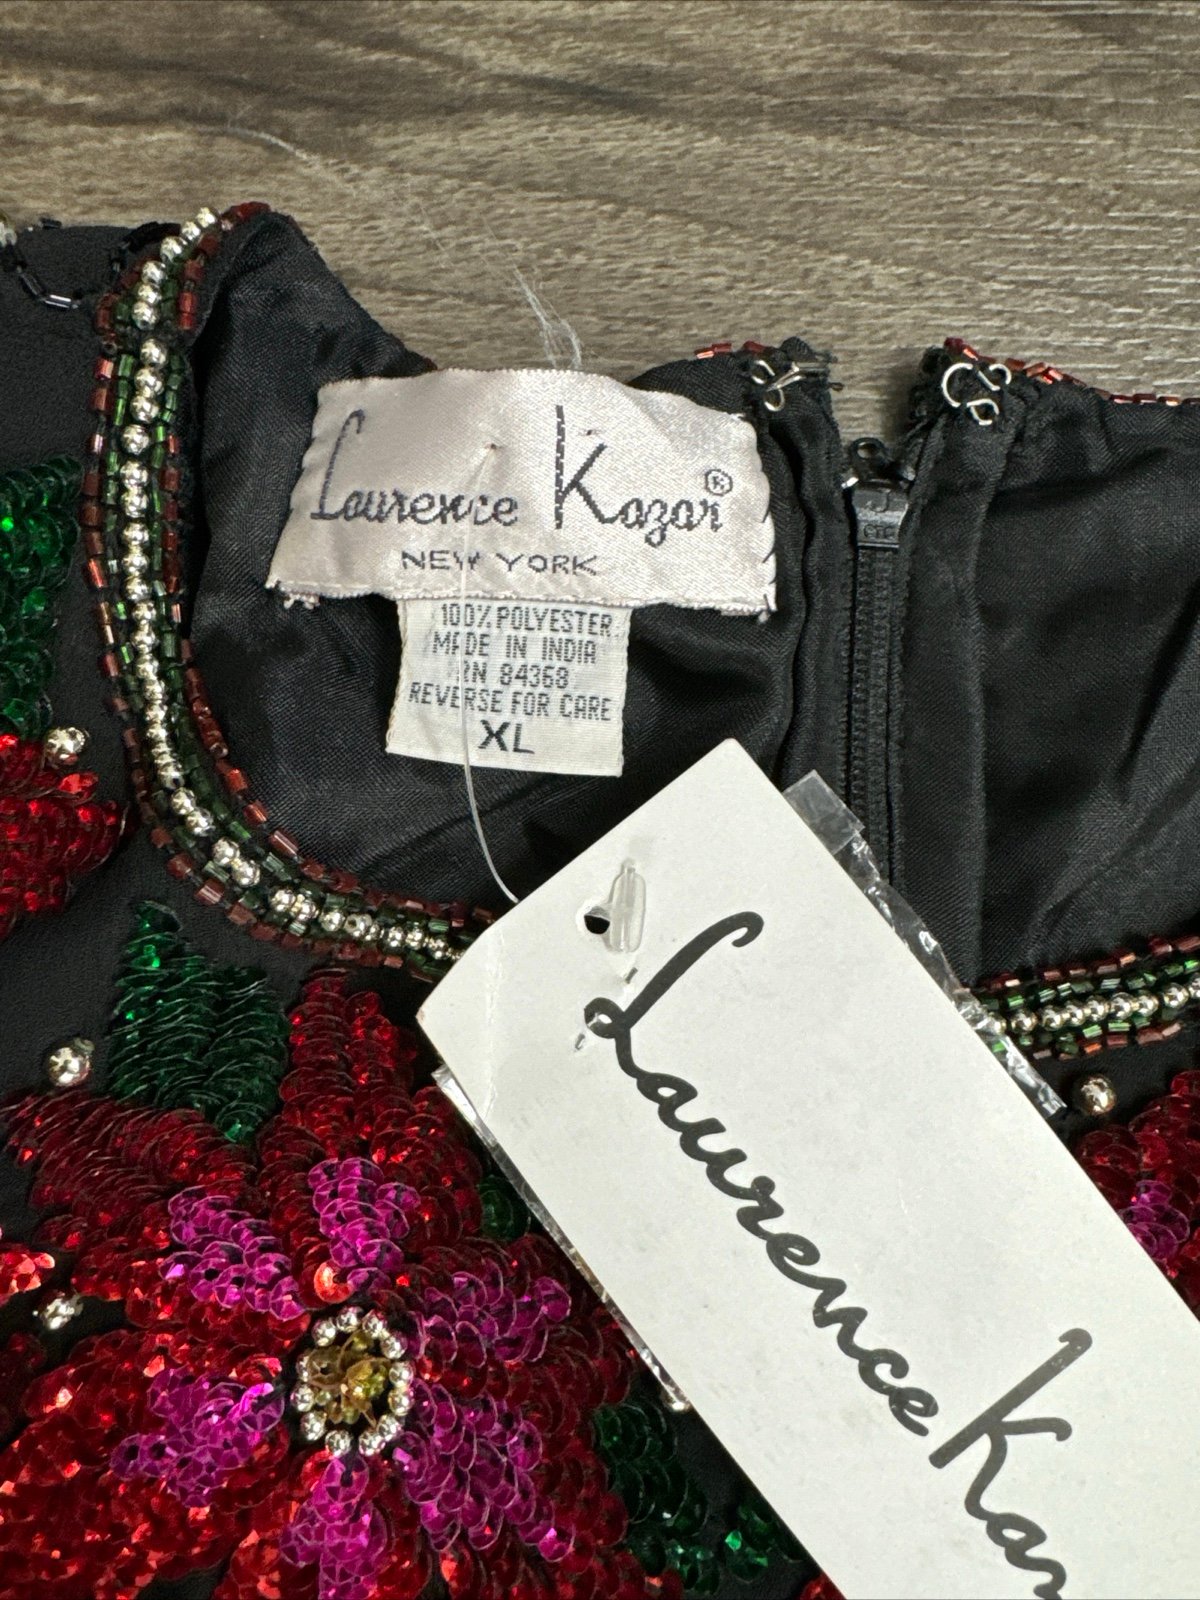 Laurence Kazar®
NEW YORK
100% POLYESTER
MADE IN INDIA
RN 84368
REVERSE FOR CARE
XL
Laurence Kaz